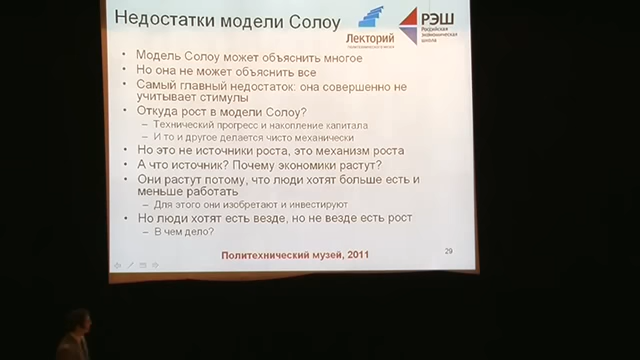 Недостатки модели Солоу
Лекторий
ПОЛИТЕХНИЧЕСКОГО МУЗЕЯ
РЭШ
Российская
экономическая
школа
• Модель Солоу может объяснить многое
• Но она не может объяснить все
• Самый главный недостаток: она совершенно не
учитывает стимулы
• Откуда рост в модели Солоу?
– Технический прогресс и накопление капитала
– И то и другое делается чисто механически
• Но это не источники роста, это механизм роста
• А что источник? Почему экономики растут?
• Они растут потому, что люди хотят больше есть и
меньше работать
– Для этого они изобретают и инвестируют
• Но люди хотят есть везде, но не везде есть рост
– В чем дело?
Политехнический музей, 2011
29